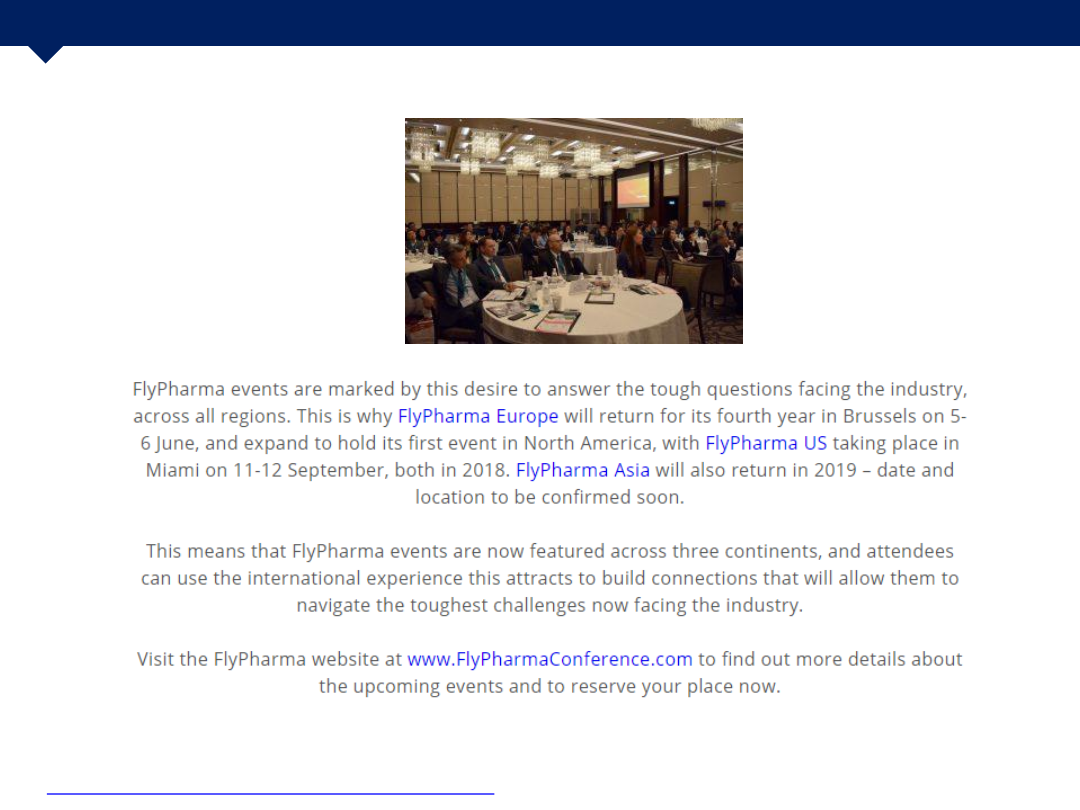 FlyPharma events are marked by this desire to answer the tough questions facing the industry,
across all regions. This is why FlyPharma Europe will return for its fourth year in Brussels on 5-
6 June, and expand to hold its first event in North America, with FlyPharma US taking place in
Miami on 11-12 September, both in 2018. FlyPharma Asia will also return in 2019 – date and
location to be confirmed soon.
This means that FlyPharma events are now featured across three continents, and attendees
can use the international experience this attracts to build connections that will allow them to
navigate the toughest challenges now facing the industry.
Visit the FlyPharma website at www.FlyPharmaConference.com to find out more details about
the upcoming events and to reserve your place now.